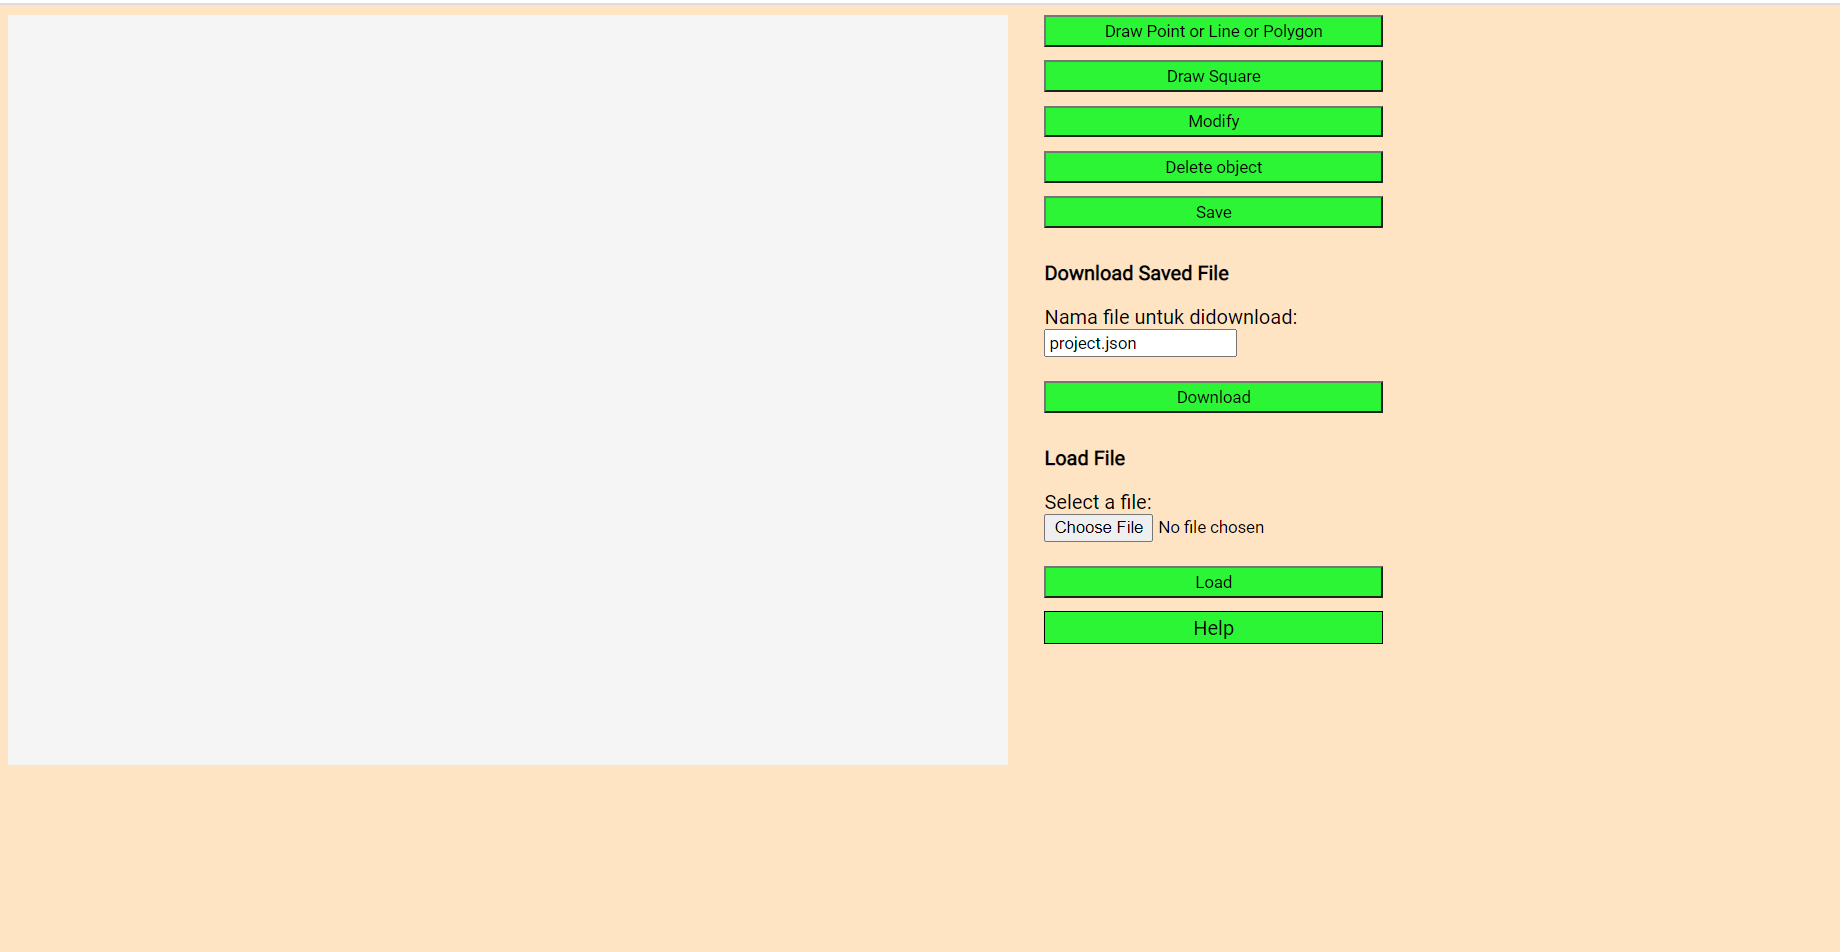 Draw Point or Line or Polygon
Draw Square
Modify
Delete object
Save
Download Saved File
Nama file untuk didownload:
project.json
Download
Load File
Select a file:
Choose File No file chosen
Load
Help